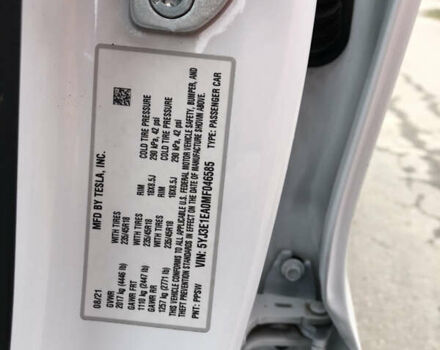 MFD BY TESLA, INC.
08/21
GVWR
2017 kg (4446 lb)
GAWR FRT WITH TIRES RIM COLD TIRE PRESSURE
1110 kg (2447 lb) 235/45R18 18X8.5J 290 kPa, 42 psi
GAWR RR WITH TIRES RIM COLD TIRE PRESSURE
1257 kg (2771 lb) 235/45R18 18X8.5J 290 kPa, 42 psi
THIS VEHICLE CONFORMS TO ALL APPLICABLE U.S. FEDERAL MOTOR VEHICLE SAFETY, BUMPER, AND
THEFT PREVENTION STANDARDS IN EFFECT ON THE DATE OF MANUFACTURE SHOWN ABOVE.
VIN: 5YJ3E1EA0MF046585 TYPE: PASSENGER CAR
PNT: PPSW